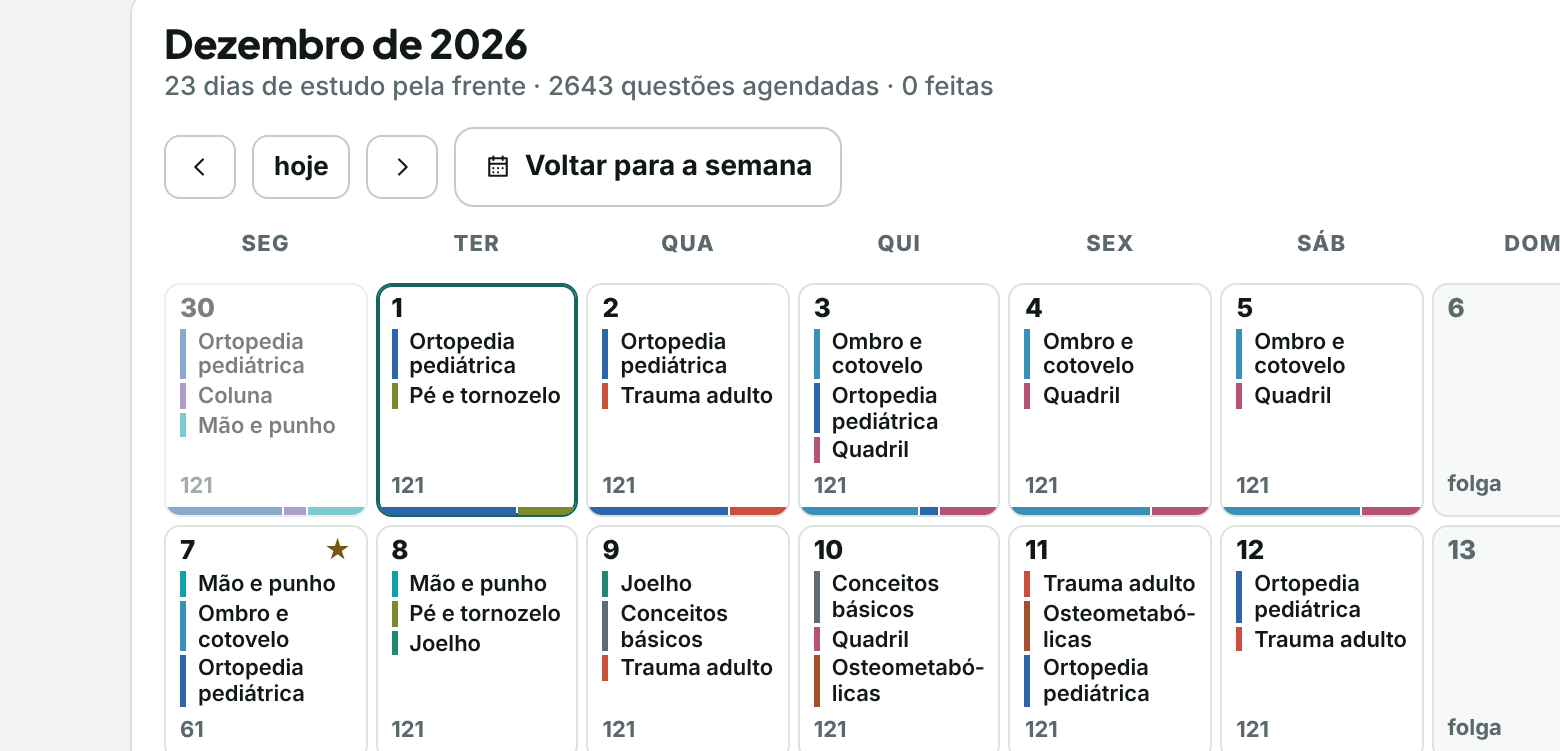 Dezembro de 2026
23 dias de estudo pela frente · 2643 questões agendadas · 0 feitas
hoje
Voltar para a semana
SEG TER QUA QUI SEX SÁB DOM
30
Ortopedia
pediátrica
Coluna
Mão e punho
121
1
Ortopedia
pediátrica
Pé e tornozelo
121
2
Ortopedia
pediátrica
Trauma adulto
121
3
Ombro e
cotovelo
Ortopedia
pediátrica
Quadril
121
4
Ombro e
cotovelo
Quadril
121
5
Ombro e
cotovelo
Quadril
121
6
folga
7 ★
Mão e punho
Ombro e
cotovelo
Ortopedia
pediátrica
61
8
Mão e punho
Pé e tornozelo
Joelho
121
9
Joelho
Conceitos
básicos
Trauma adulto
121
10
Conceitos
básicos
Quadril
Osteometabó-
licas
121
11
Trauma adulto
Osteometabó-
licas
Ortopedia
pediátrica
121
12
Ortopedia
pediátrica
Trauma adulto
121
13
folga